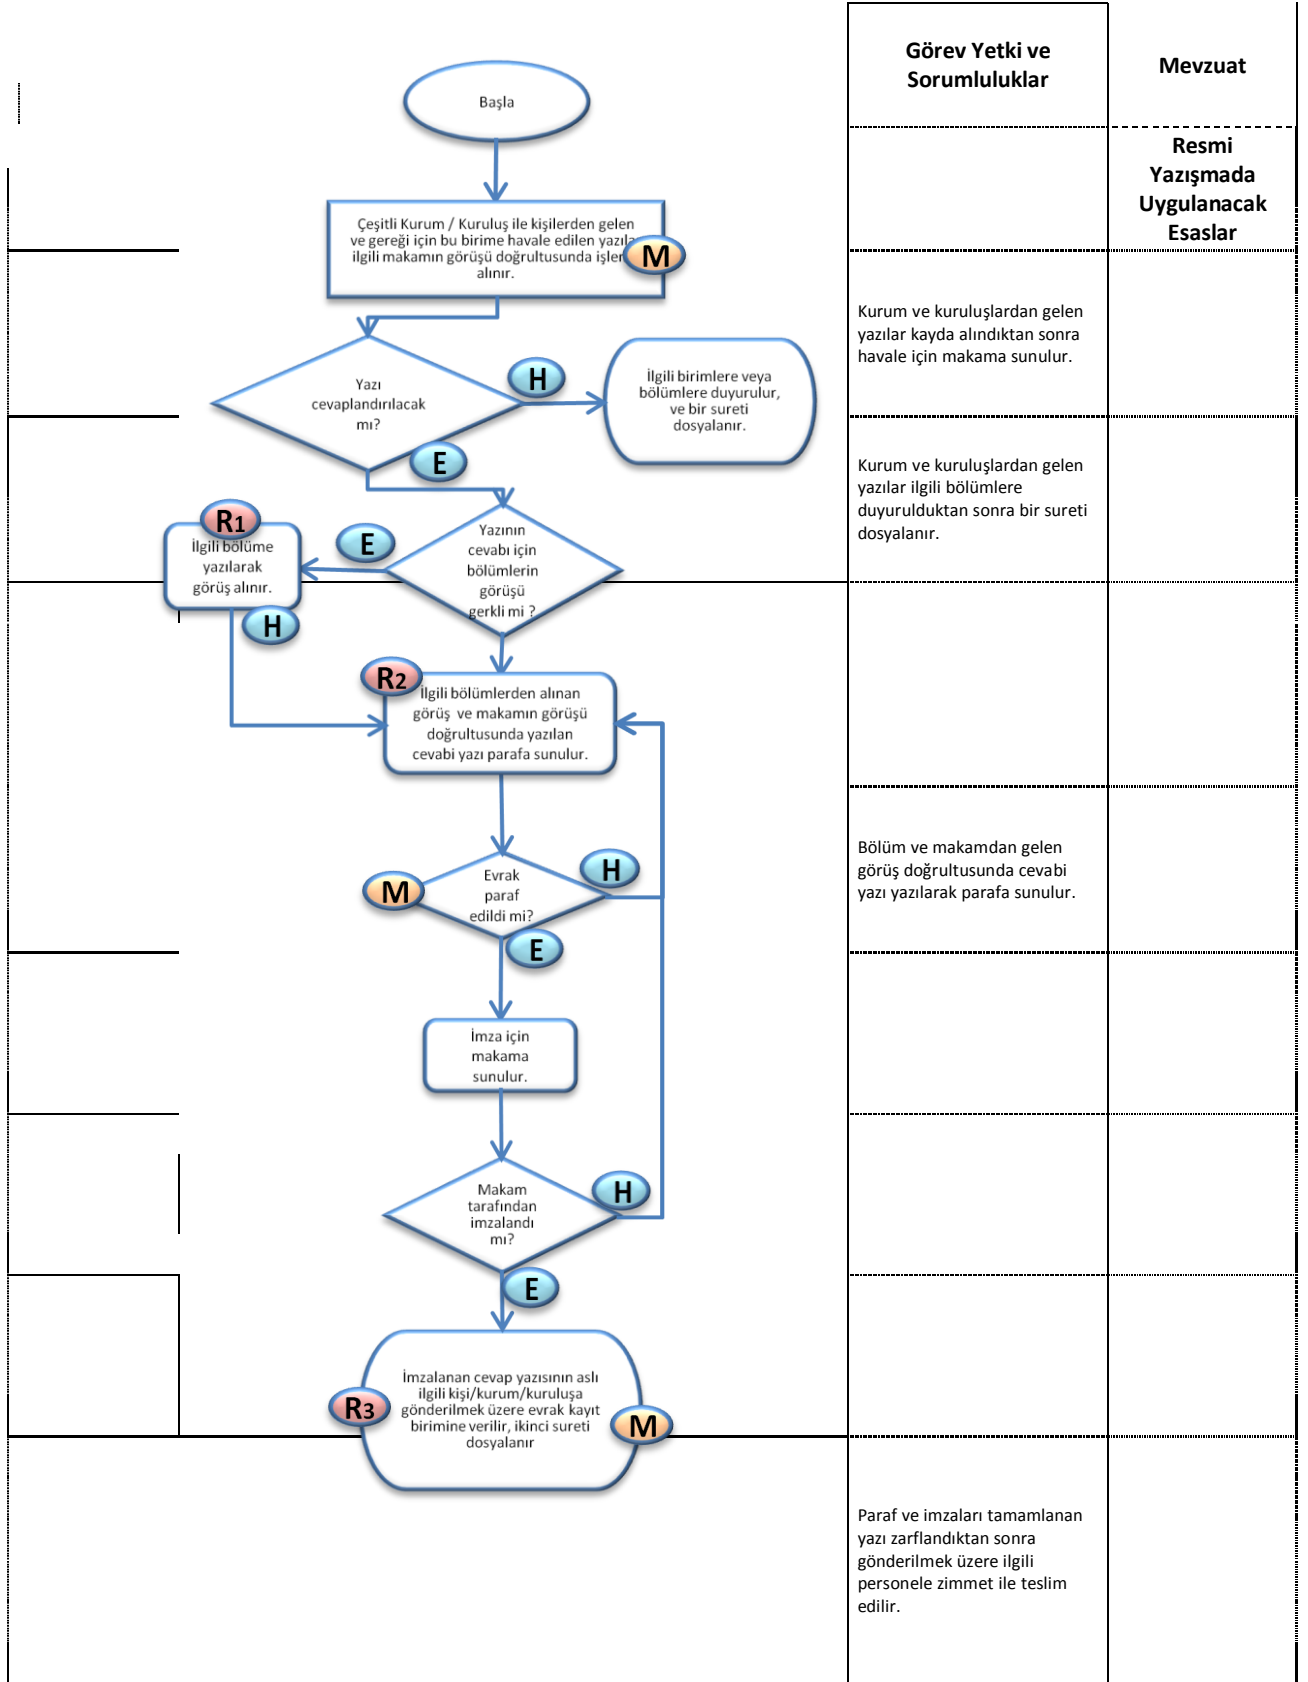 Görev Yetki ve
Sorumluluklar
Mevzuat
Başla
Resmi
Yazışmada
Uygulanacak
Esaslar
Çeşitli Kurum / Kuruluş ile kişilerden gelen
ve gereği için bu birime havale edilen yazılar
ilgili makamın görüşü doğrultusunda işleme
alınır.
M
Kurum ve kuruluşlardan gelen
yazılar kayda alındıktan sonra
havale için makama sunulur.
Yazı
cevaplandırılacak
mı?
H
İlgili birimlere veya
bölümlere duyurulur,
ve bir sureti
dosyalanır.
E
Kurum ve kuruluşlardan gelen
yazılar ilgili bölümlere
duyurulduktan sonra bir sureti
dosyalanır.
R1
İlgili bölüme
yazılarak
görüş alınır.
E
Yazının
cevabı için
bölümlerin
görüşü
gerkli mi ?
H
R2
İlgili bölümlerden alınan
görüş ve makamın görüşü
doğrultusunda yazılan
cevabi yazı parafa sunulur.
Bölüm ve makamdan gelen
görüş doğrultusunda cevabi
yazı yazılarak parafa sunulur.
M
Evrak
paraf
edildi mi?
H
E
İmza için
makama
sunulur.
Makam
tarafından
imzalandı
mı?
H
E
R3
İmzalanan cevap yazısının aslı
ilgili kişi/kurum/kuruluşa
gönderilmek üzere evrak kayıt
birimine verilir, ikinci sureti
dosyalanır
M
Paraf ve imzaları tamamlanan
yazı zarflandıktan sonra
gönderilmek üzere ilgili
personele zimmet ile teslim
edilir.